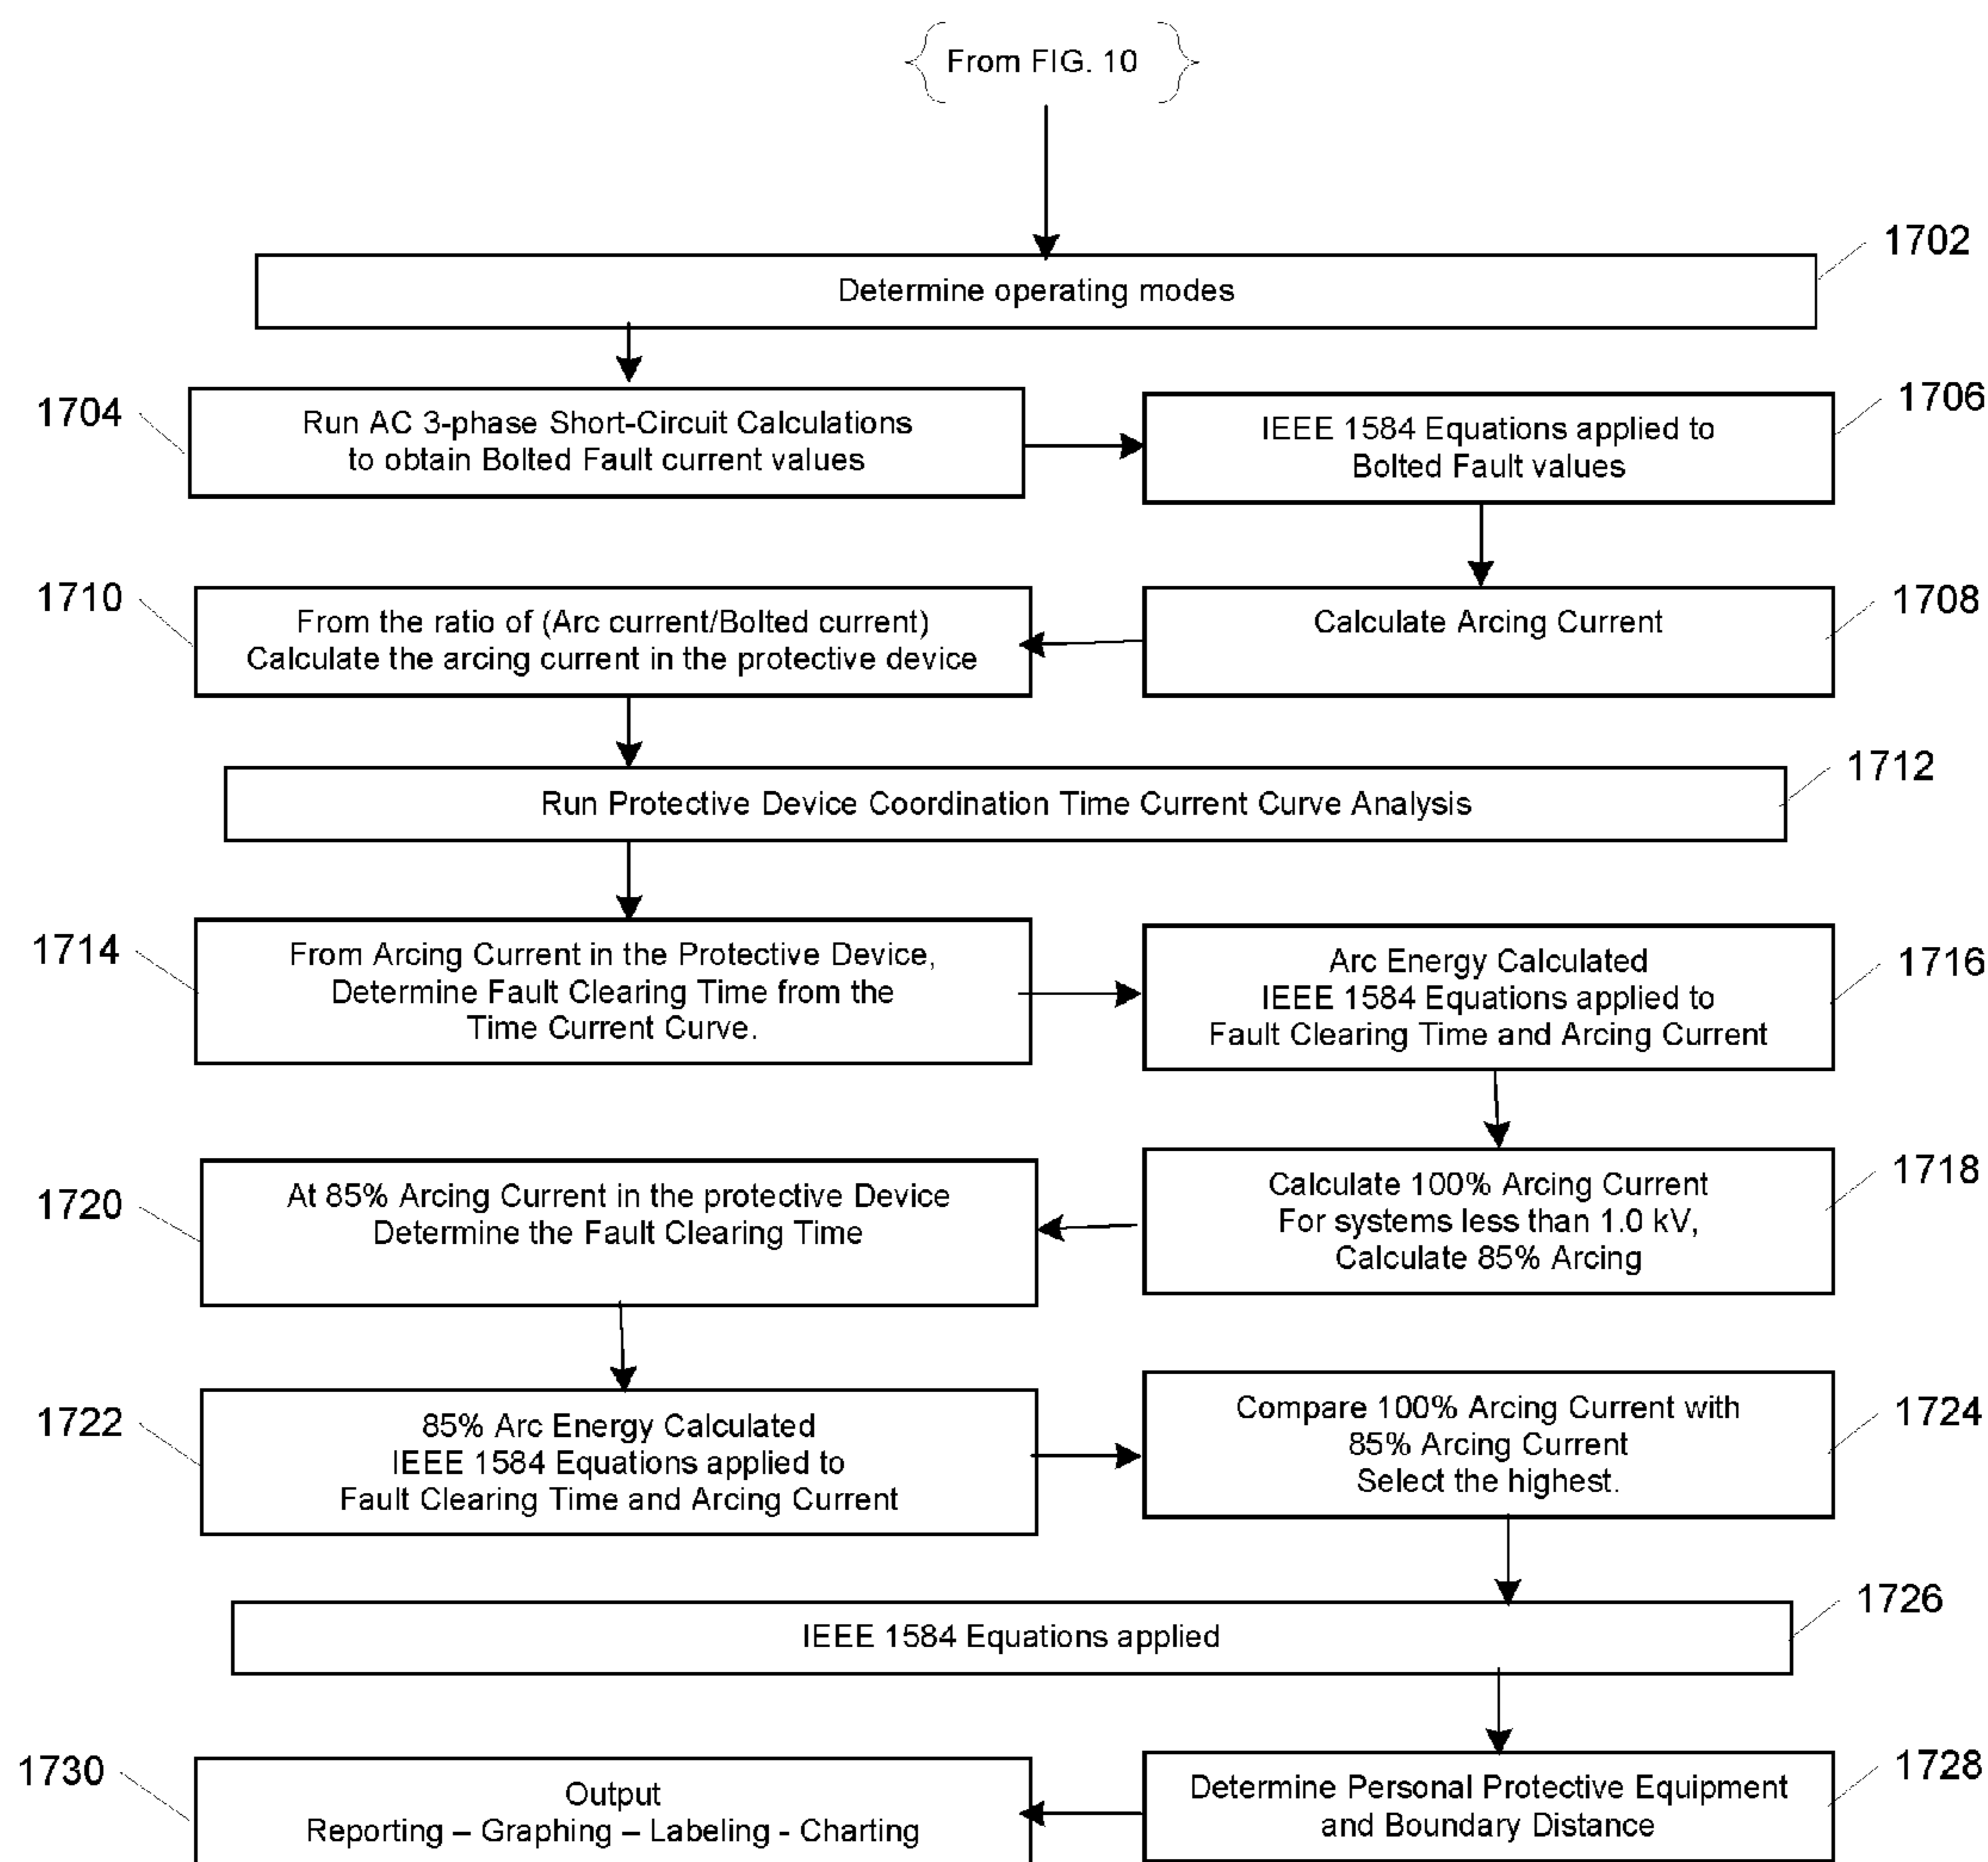 From FIG. 10
1702
Determine operating modes
1704
Run AC 3-phase Short-Circuit Calculations
to obtain Bolted Fault current values
1706
IEEE 1584 Equations applied to
Bolted Fault values
1710
From the ratio of (Arc current/Bolted current)
Calculate the arcing current in the protective device
1708
Calculate Arcing Current
1712
Run Protective Device Coordination Time Current Curve Analysis
1714
From Arcing Current in the Protective Device,
Determine Fault Clearing Time from the
Time Current Curve.
1716
Arc Energy Calculated
IEEE 1584 Equations applied to
Fault Clearing Time and Arcing Current
1720
At 85% Arcing Current in the protective Device
Determine the Fault Clearing Time
1718
Calculate 100% Arcing Current
For systems less than 1.0 kV,
Calculate 85% Arcing
1722
85% Arc Energy Calculated
IEEE 1584 Equations applied to
Fault Clearing Time and Arcing Current
1724
Compare 100% Arcing Current with
85% Arcing Current
Select the highest.
1726
IEEE 1584 Equations applied
1730
Output
Reporting – Graphing – Labeling - Charting
1728
Determine Personal Protective Equipment
and Boundary Distance